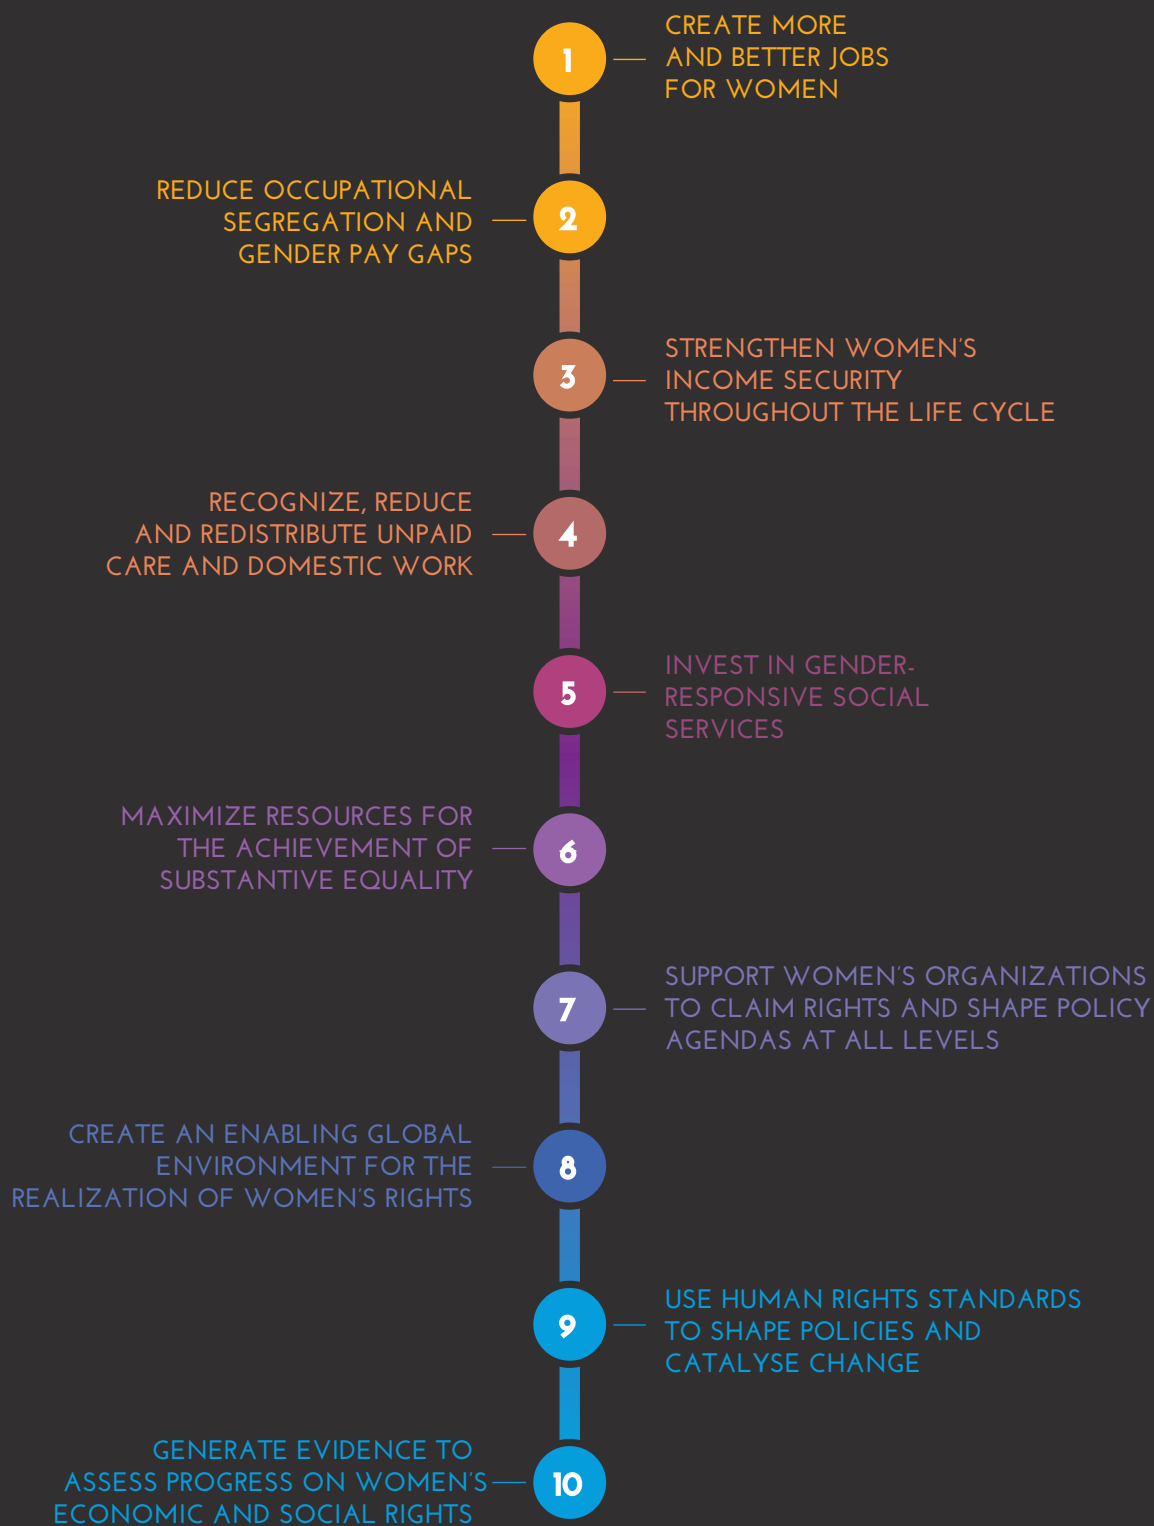 1
CREATE MORE
AND BETTER JOBS
FOR WOMEN
2
REDUCE OCCUPATIONAL
SEGREGATION AND
GENDER PAY GAPS
3
STRENGTHEN WOMEN'S
INCOME SECURITY
THROUGHOUT THE LIFE CYCLE
4
RECOGNIZE, REDUCE
AND REDISTRIBUTE UNPAID
CARE AND DOMESTIC WORK
5
INVEST IN GENDER-
RESPONSIVE SOCIAL
SERVICES
6
MAXIMIZE RESOURCES FOR
THE ACHIEVEMENT OF
SUBSTANTIVE EQUALITY
7
SUPPORT WOMEN'S ORGANIZATIONS
TO CLAIM RIGHTS AND SHAPE POLICY
AGENDAS AT ALL LEVELS
8
CREATE AN ENABLING GLOBAL
ENVIRONMENT FOR THE
REALIZATION OF WOMEN'S RIGHTS
9
USE HUMAN RIGHTS STANDARDS
TO SHAPE POLICIES AND
CATALYSE CHANGE
10
GENERATE EVIDENCE TO
ASSESS PROGRESS ON WOMEN'S
ECONOMIC AND SOCIAL RIGHTS